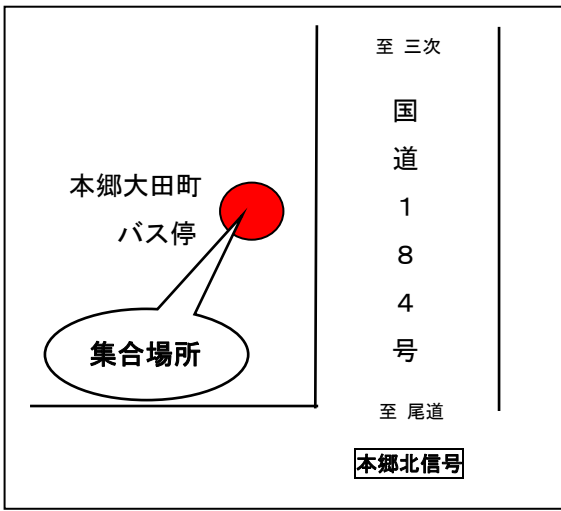 至 三次
国道１８４号
本郷大田町
バス停
集合場所
至 尾道
本郷北信号